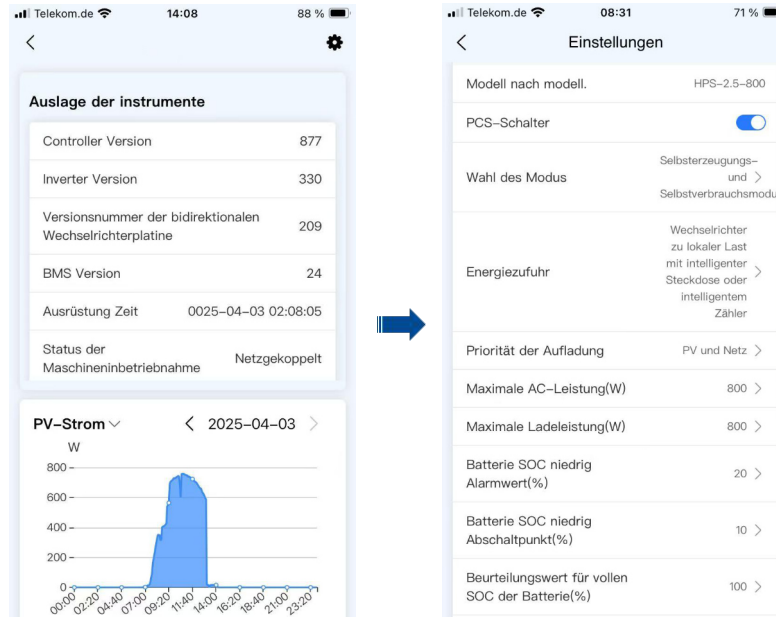 Telekom.de 14:08 88 %
Auslage der instrumente
Controller Version 877
Inverter Version 330
Versionsnummer der bidirektionalen
Wechselrichterplatine 209
BMS Version 24
Ausrüstung Zeit 0025-04-03 02:08:05
Status der
Maschineninbetriebnahme Netzgekoppelt
PV-Strom 2025-04-03
W
800
600
400
200
0
00:00 02:20 04:40 07:00 09:20 11:40 14:00 16:20 18:40 21:00 23:20
Telekom.de 08:31 71 %
Einstellungen
Modell nach modell. HPS-2.5-800
PCS-Schalter
Wahl des Modus
Selbsterzeugungs-
und
Selbstverbrauchsmodu
Energiezufuhr
Wechselrichter
zu lokaler Last
mit intelligenter
Steckdose oder
intelligentem
Zähler
Priorität der Aufladung PV und Netz
Maximale AC-Leistung(W) 800
Maximale Ladeleistung(W) 800
Batterie SOC niedrig
Alarmwert(%) 20
Batterie SOC niedrig
Abschaltpunkt(%) 10
Beurteilungswert für vollen
SOC der Batterie(%) 100